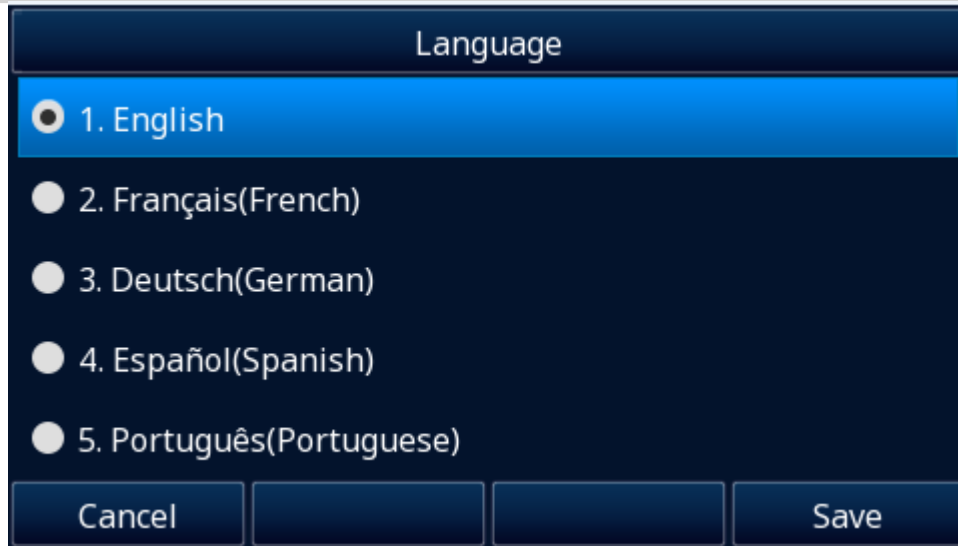 Language
1. English
2. Français(French)
3. Deutsch(German)
4. Español(Spanish)
5. Português(Portuguese)
Cancel Save